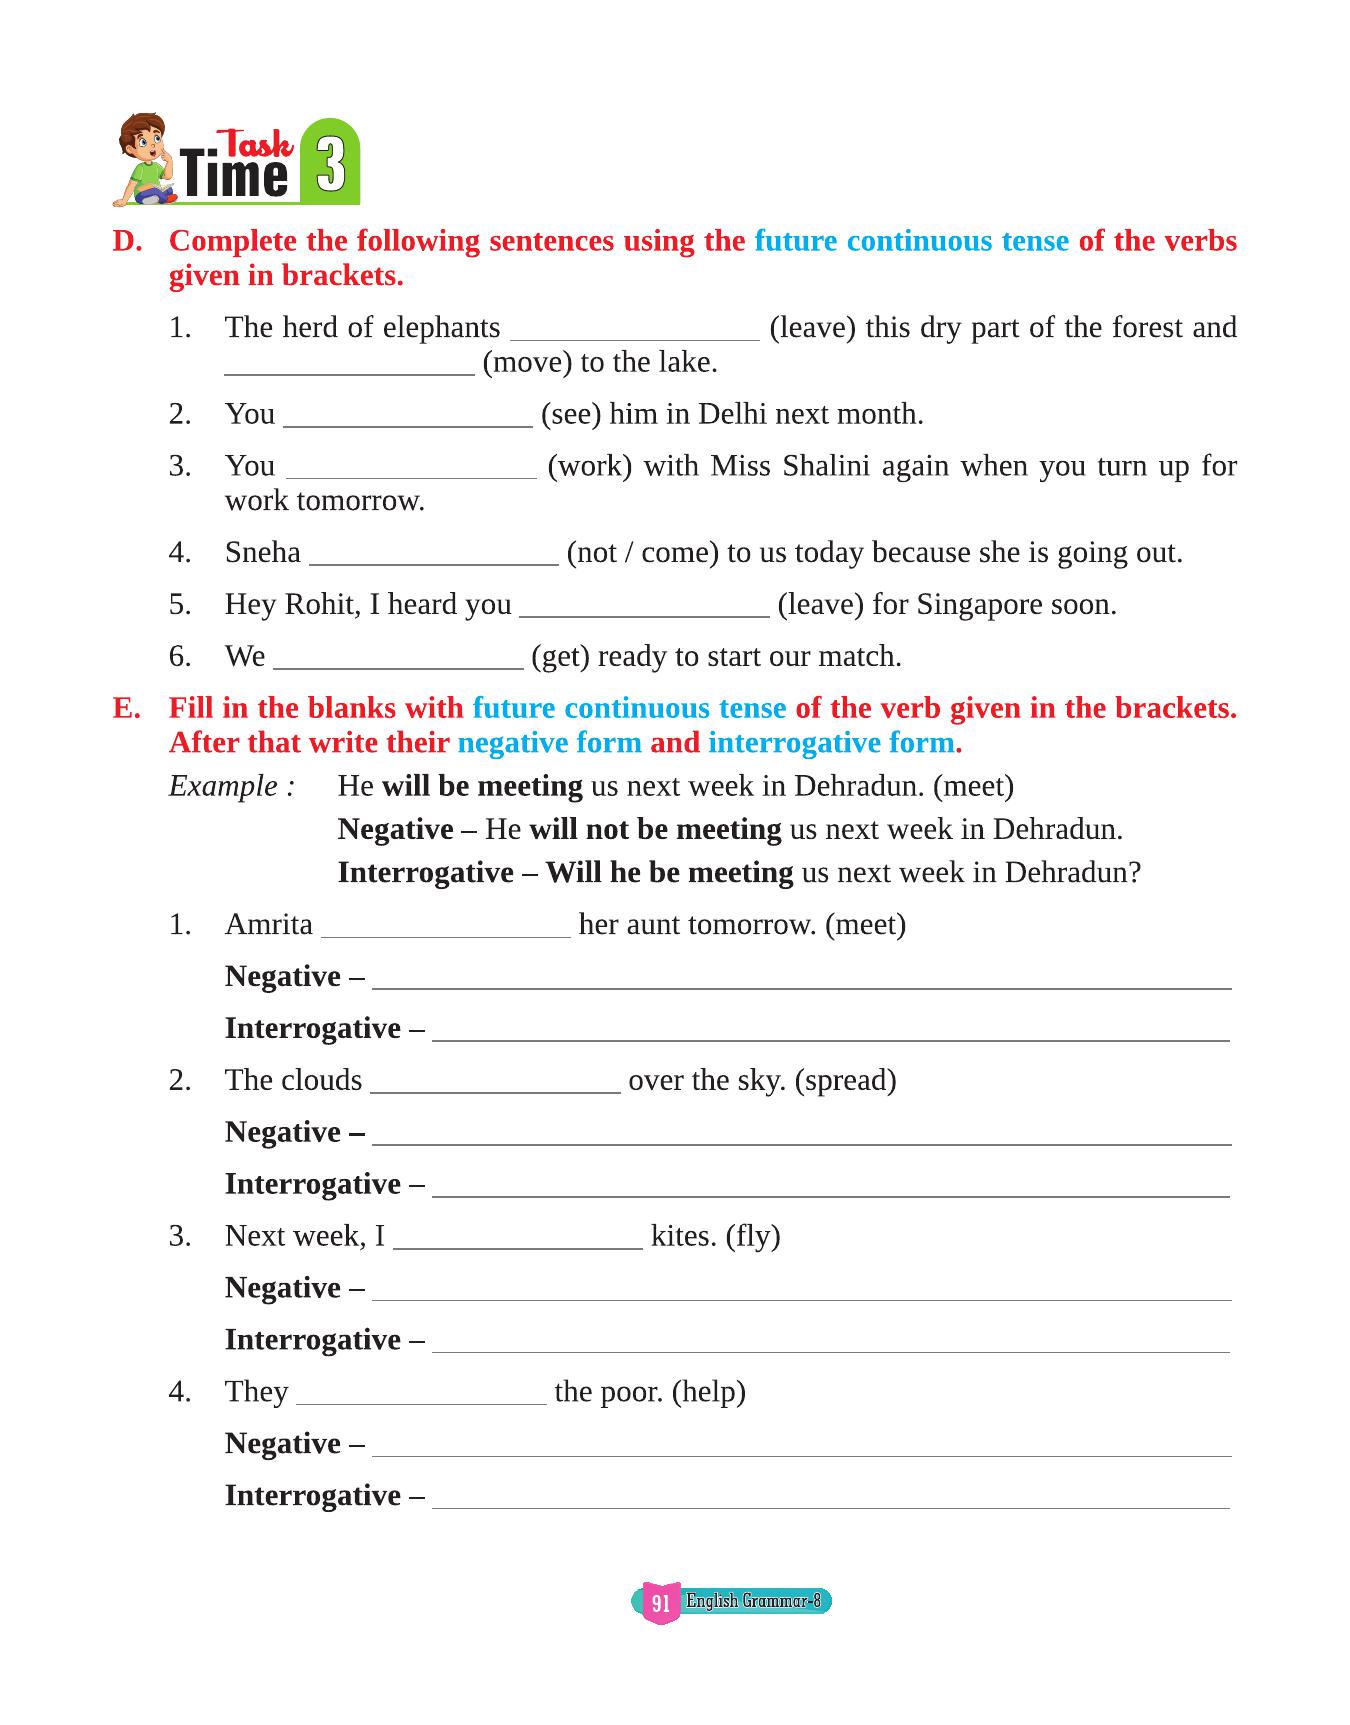 Task
Time 3
D. Complete the following sentences using the future continuous tense of the verbs
given in brackets.
1. The herd of elephants ________________ (leave) this dry part of the forest and
________________ (move) to the lake.
2. You ________________ (see) him in Delhi next month.
3. You ________________ (work) with Miss Shalini again when you turn up for
work tomorrow.
4. Sneha ________________ (not / come) to us today because she is going out.
5. Hey Rohit, I heard you ________________ (leave) for Singapore soon.
6. We ________________ (get) ready to start our match.
E. Fill in the blanks with future continuous tense of the verb given in the brackets.
After that write their negative form and interrogative form.
Example : He will be meeting us next week in Dehradun. (meet)
Negative – He will not be meeting us next week in Dehradun.
Interrogative – Will he be meeting us next week in Dehradun?
1. Amrita ________________ her aunt tomorrow. (meet)
Negative – ________________
Interrogative – ________________
2. The clouds ________________ over the sky. (spread)
Negative – ________________
Interrogative – ________________
3. Next week, I ________________ kites. (fly)
Negative – ________________
Interrogative – ________________
4. They ________________ the poor. (help)
Negative – ________________
Interrogative – ________________
91 English Grammar-8